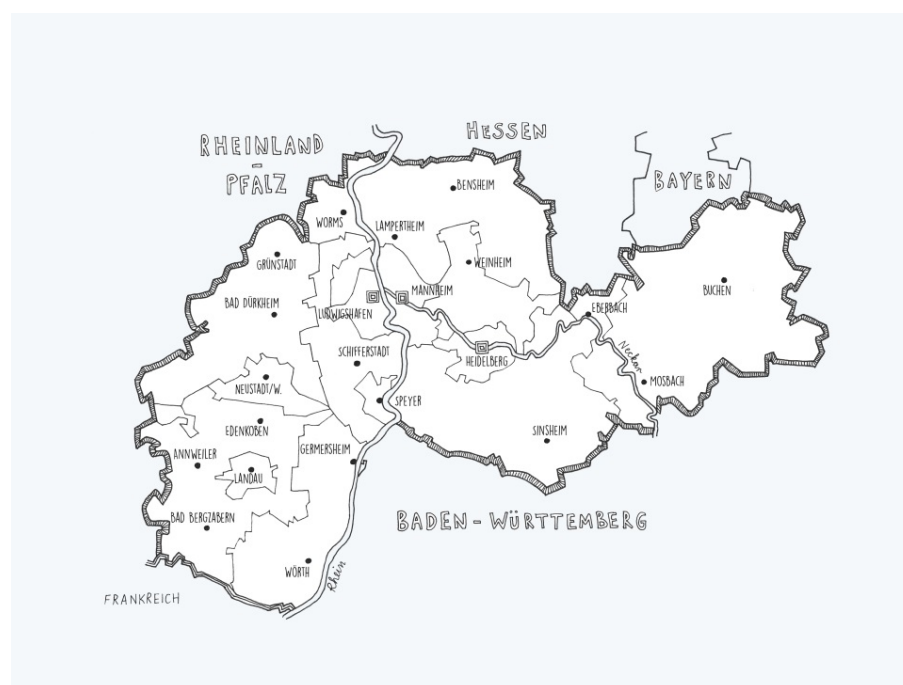 HESSEN
RHEINLAND
-
PFALZ
BAYERN
BENSHEIM
WORMS
LAMPERTHEIM
GRÜNSTADT
WEINHEIM
BUCHEN
MANNHEIM
BAD DÜRKHEIM
LUDWIGSHAFEN
EBERBACH
SCHIFFERSTADT
HEIDELBERG
Neckar
NEUSTADT/W.
MOSBACH
SPEYER
EDENKOBEN
SINSHEIM
ANNWEILER
GERMERSHEIM
LANDAU
BAD BERGZABERN
BADEN-WÜRTTEMBERG
WÖRTH
Rhein
FRANKREICH